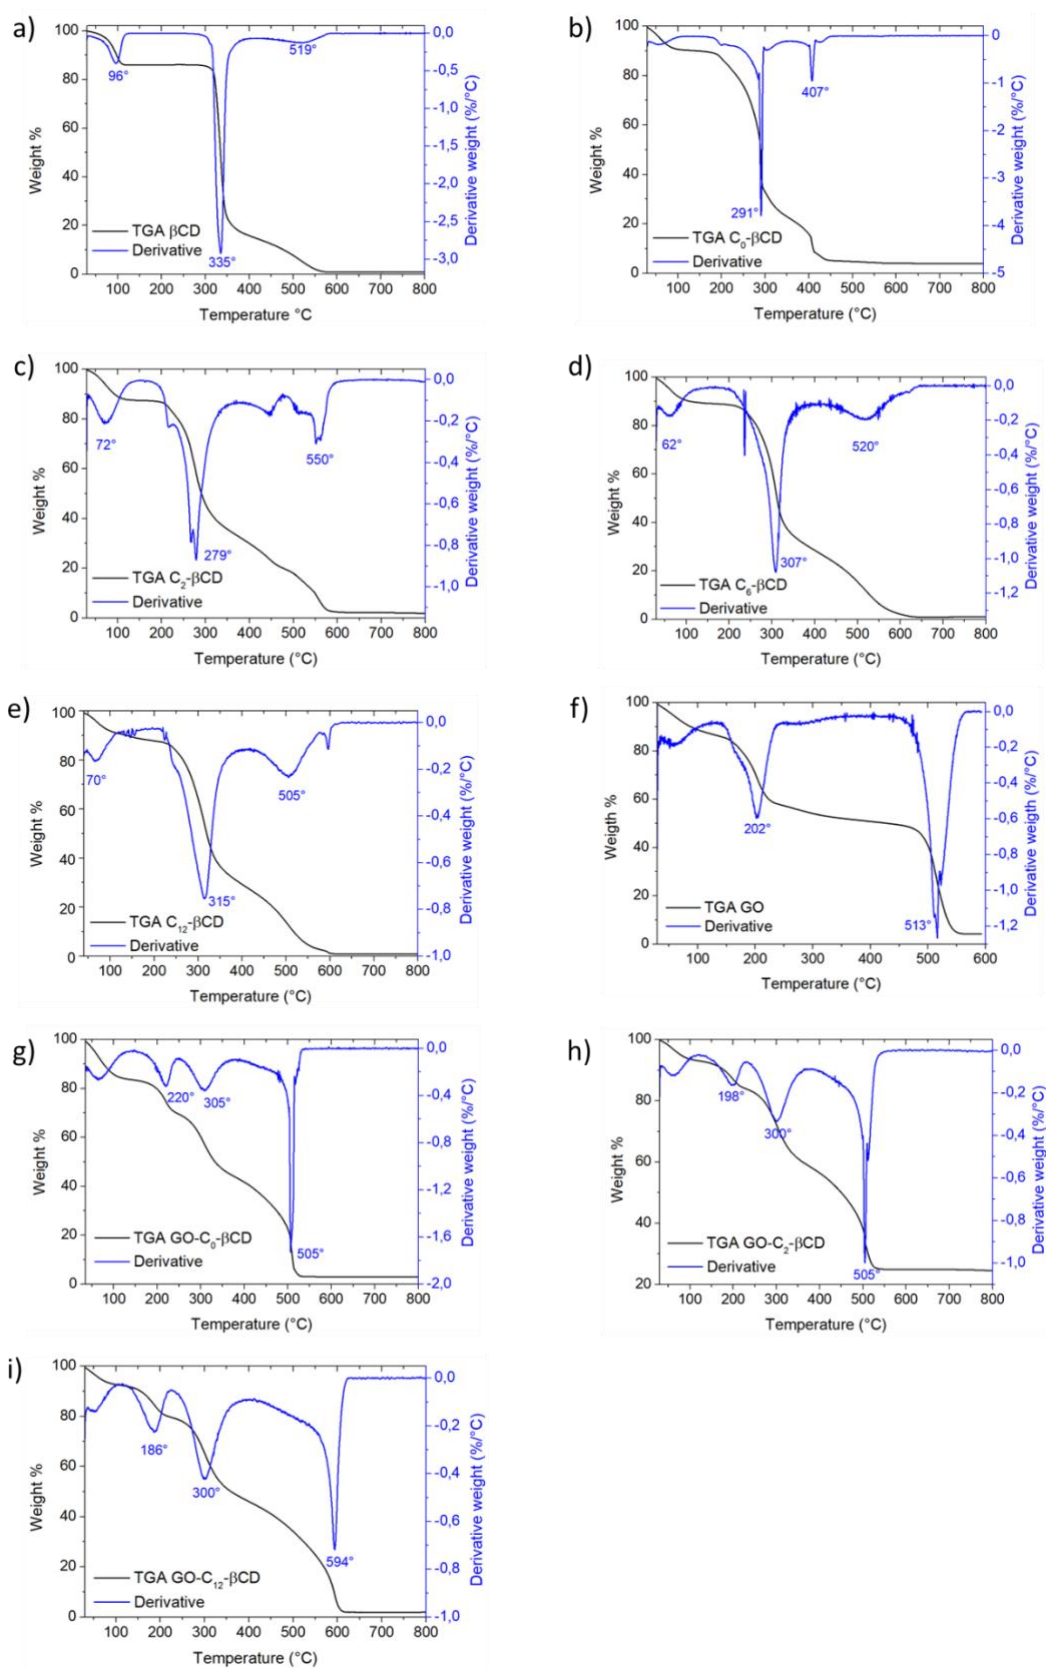 a)
100
80
60
40
20
0
Weight %
96°
335°
519°
TGA βCD
Derivative
0,0
-0,5
-1,0
-1,5
-2,0
-2,5
-3,0
Derivative weight (%/°C)
100 200 300 400 500 600 700 800
Temperature °C
b)
100
80
60
40
20
0
Weight %
407°
291°
TGA C₀-βCD
Derivative
0
-1
-2
-3
-4
-5
Derivative weight (%/°C)
100 200 300 400 500 600 700 800
Temperature (°C)
c)
100
80
60
40
20
0
Weight %
72°
279°
550°
TGA C₂-βCD
Derivative
0,0
-0,2
-0,4
-0,6
-0,8
-1,0
Derivative weight (%/°C)
100 200 300 400 500 600 700 800
Temperature (°C)
d)
100
80
60
40
20
0
Weight %
62°
520°
307°
TGA C₆-βCD
Derivative
0,0
-0,2
-0,4
-0,6
-0,8
-1,0
-1,2
Derivative weight (%/°C)
100 200 300 400 500 600 700 800
Temperature (°C)
e)
100
80
60
40
20
0
Weight %
70°
505°
315°
TGA C₁₂-βCD
Derivative
0,0
-0,2
-0,4
-0,6
-0,8
-1,0
Derivative weight (%/°C)
100 200 300 400 500 600 700 800
Temperature (°C)
f)
100
80
60
40
20
0
Weigth %
202°
513°
TGA GO
Derivative
0,0
-0,2
-0,4
-0,6
-0,8
-1,0
-1,2
Derivative weigth (%/°C)
100 200 300 400 500 600
Temperature (°C)
g)
100
80
60
40
20
0
Weight %
220°
305°
505°
TGA GO-C₀-βCD
Derivative
0,0
-0,4
-0,8
-1,2
-1,6
-2,0
Derivative weight (%/°C)
100 200 300 400 500 600 700 800
Temperature (°C)
h)
100
80
60
40
20
Weight %
198°
300°
505°
TGA GO-C₂-βCD
Derivative
0,0
-0,2
-0,4
-0,6
-0,8
-1,0
Derivative weight (%/°C)
100 200 300 400 500 600 700 800
Temperature (°C)
i)
100
80
60
40
20
0
Weight %
186°
300°
594°
TGA GO-C₁₂-βCD
Derivative
0,0
-0,2
-0,4
-0,6
-0,8
-1,0
Derivative weight (%/°C)
100 200 300 400 500 600 700 800
Temperature (°C)